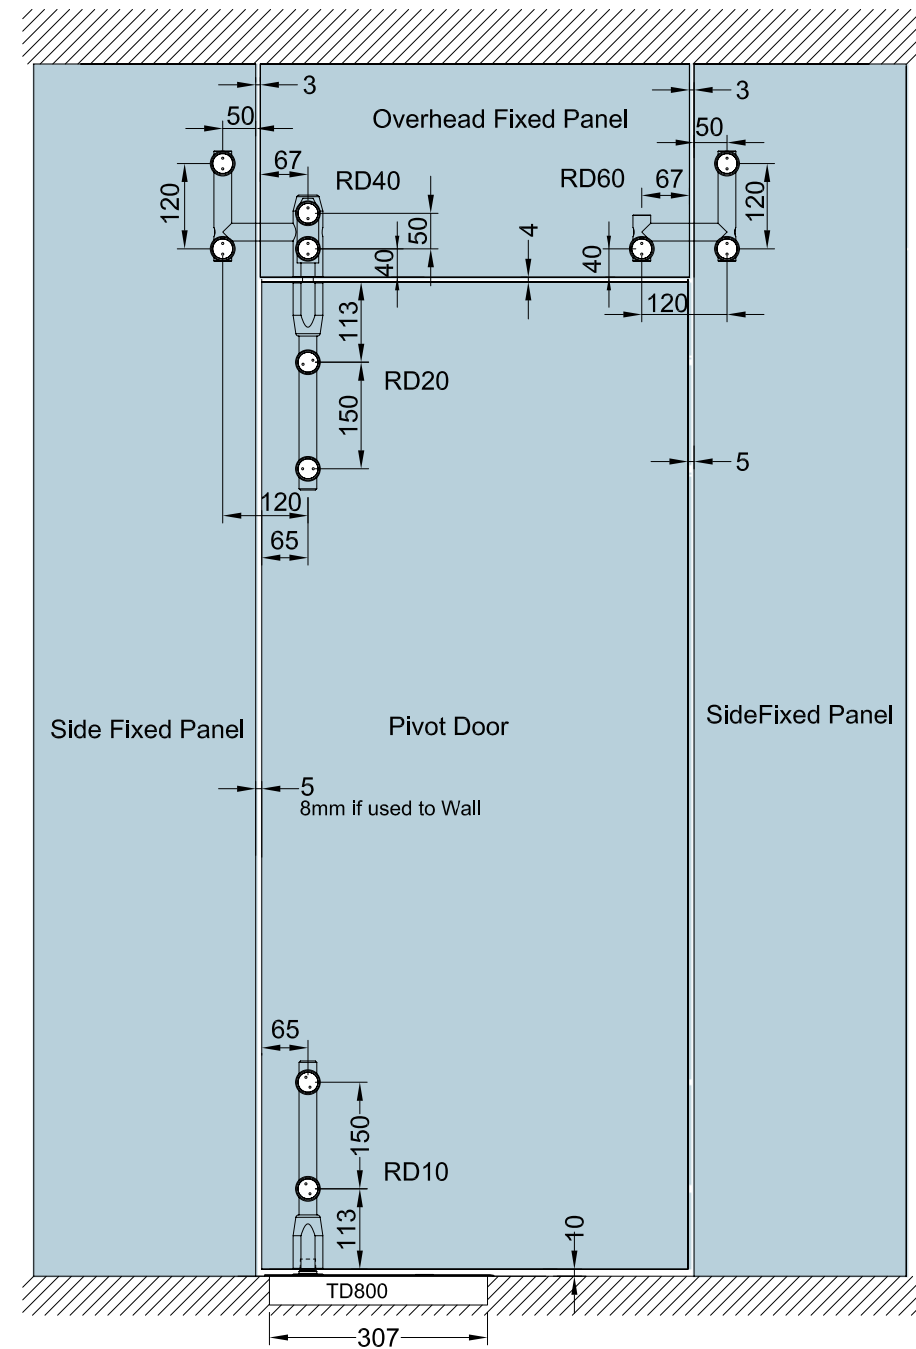 3
3
Overhead Fixed Panel
50
50
67
RD40
RD60
67
120
120
50
4
40
40
120
113
RD20
150
5
120
65
Side Fixed Panel
Pivot Door
SideFixed Panel
5
8mm if used to Wall
65
150
RD10
113
10
TD800
307